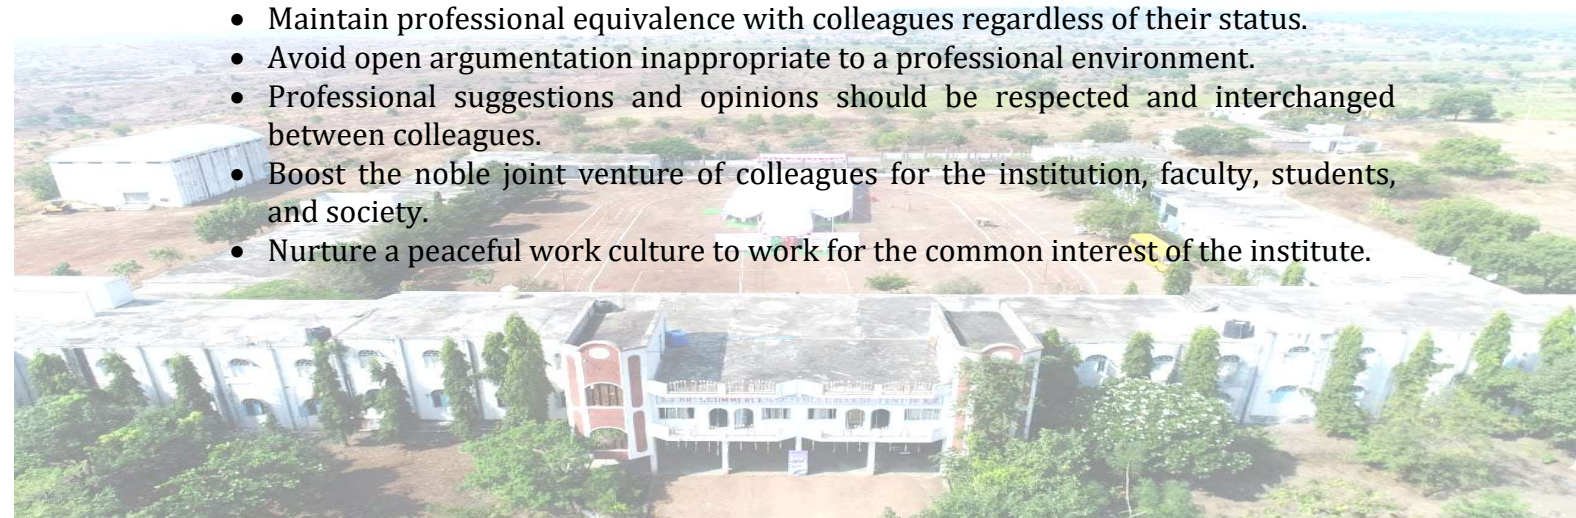 • Maintain professional equivalence with colleagues regardless of their status.
• Avoid open argumentation inappropriate to a professional environment.
• Professional suggestions and opinions should be respected and interchanged
between colleagues.
• Boost the noble joint venture of colleagues for the institution, faculty, students,
and society.
• Nurture a peaceful work culture to work for the common interest of the institute.